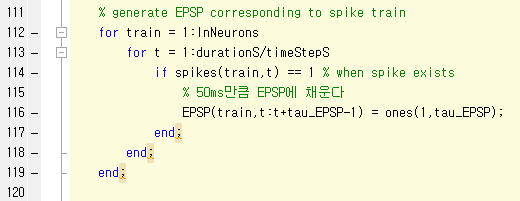 111 % generate EPSP corresponding to spike train
112 for train = 1:InNeurons
113 for t = 1:durationS/timeStepS
114 if spikes(train,t) == 1 % when spike exists
115 % 50ms만큼 EPSP에 채운다
116 EPSP(train,t:t+tau_EPSP-1) = ones(1,tau_EPSP);
117 end;
118 end;
119 end;
120